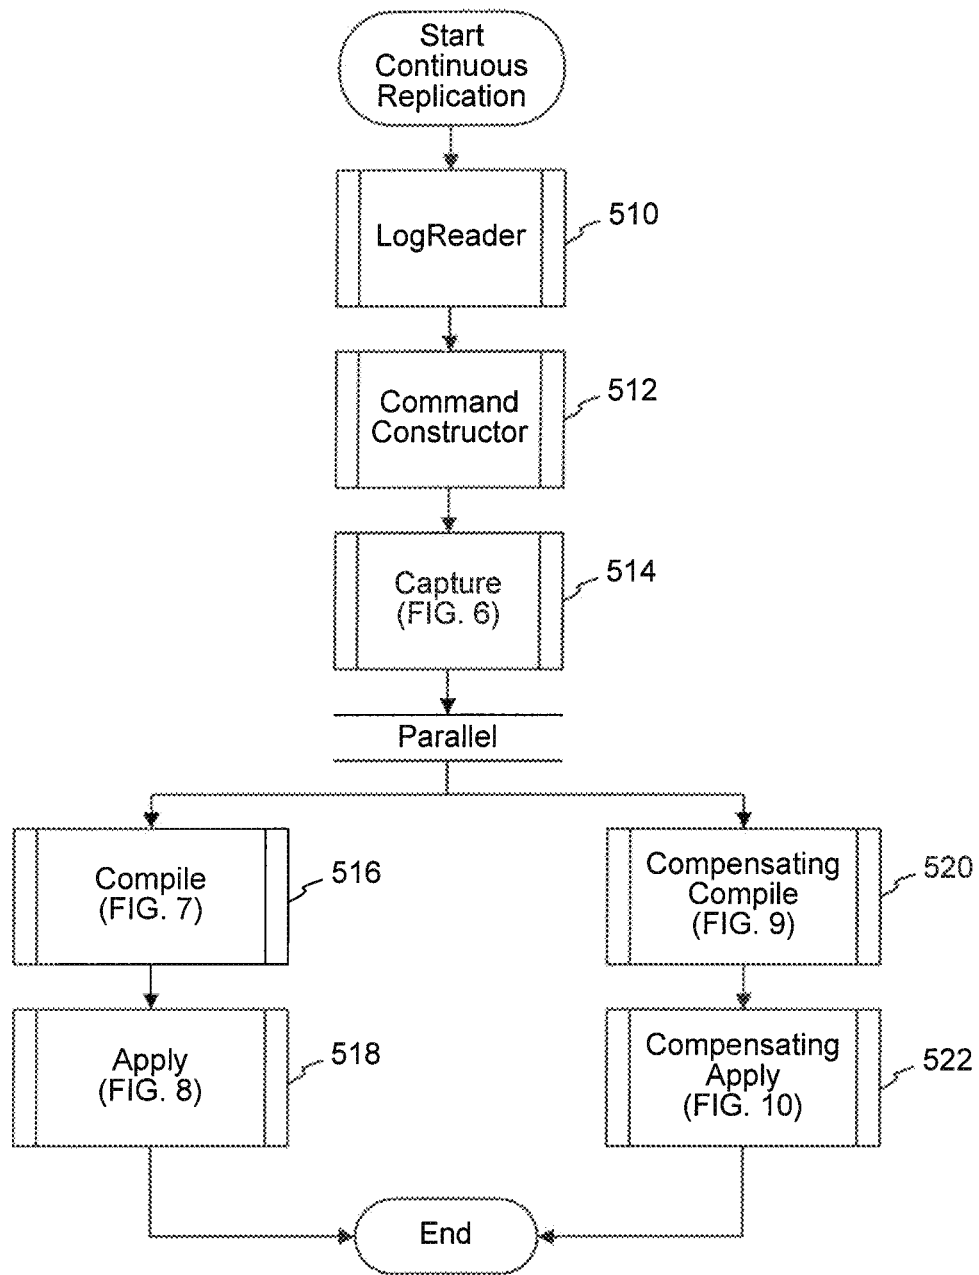 Start
Continuous
Replication
LogReader
510
Command
Constructor
512
Capture
(FIG. 6)
514
Parallel
Compile
(FIG. 7)
516
Compensating
Compile
(FIG. 9)
520
Apply
(FIG. 8)
518
Compensating
Apply
(FIG. 10)
522
End